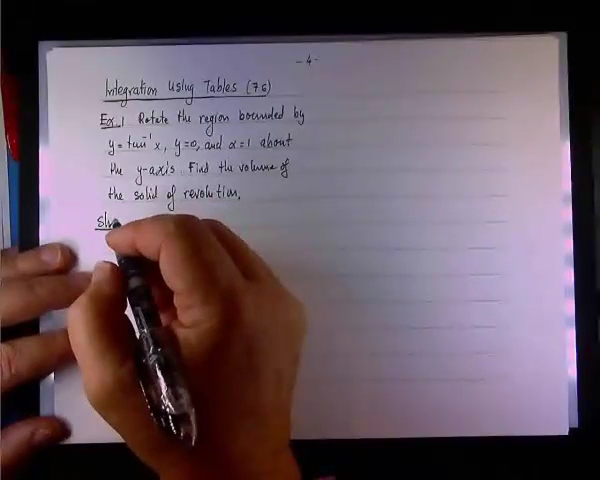 - 4 -
Integration Using Tables (7.6)
Ex.1 Rotate the region bounded by
y = tan⁻¹ x, y=0, and x=1 about
the y-axis. Find the volume of
the solid of revolution.
Sln